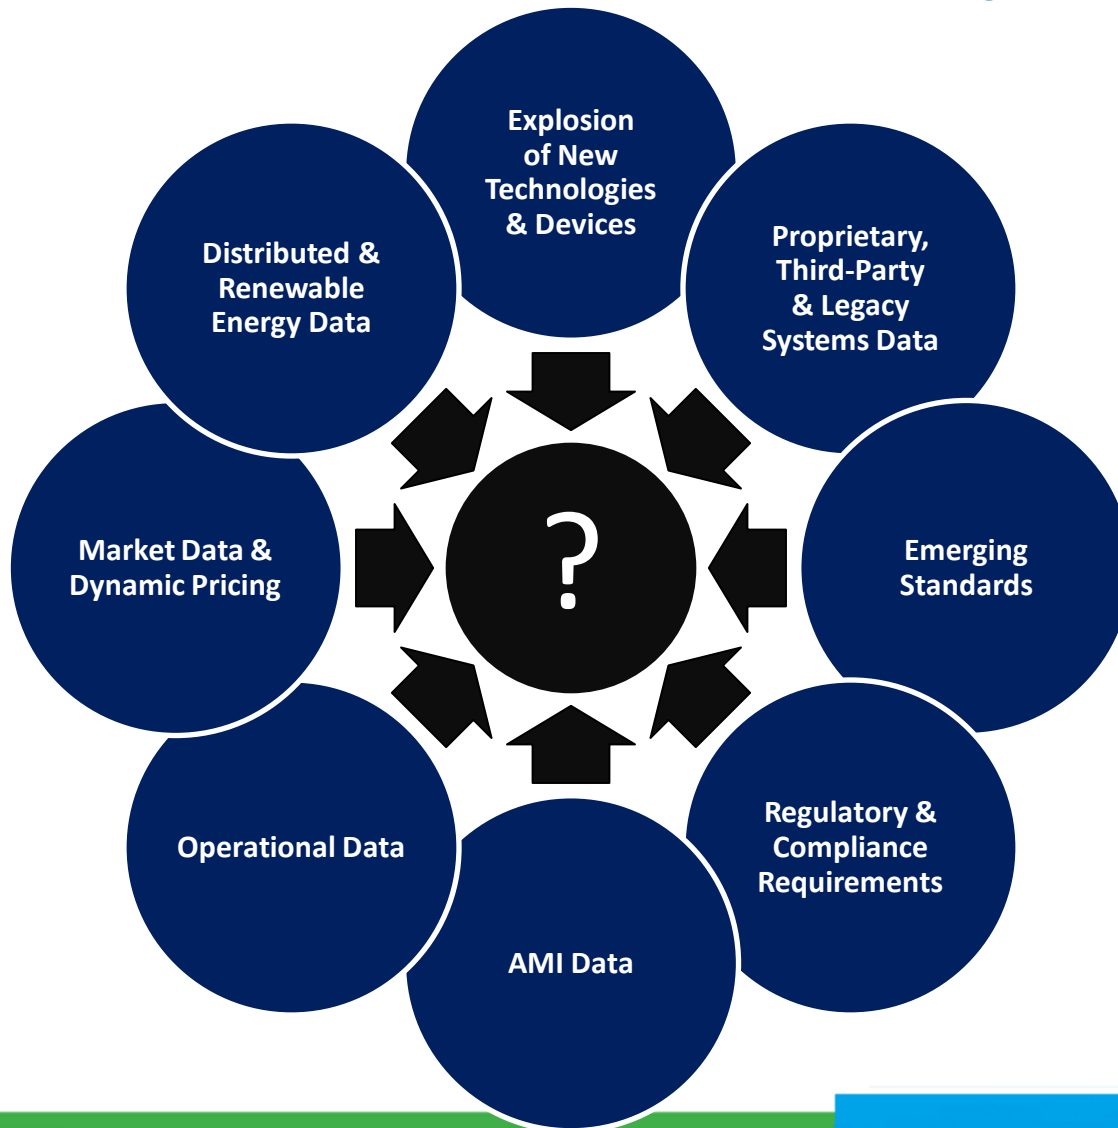 Explosion
of New
Technologies
& Devices
Proprietary,
Third-Party
& Legacy
Systems Data
Emerging
Standards
Regulatory &
Compliance
Requirements
AMI Data
Operational Data
Market Data &
Dynamic Pricing
Distributed &
Renewable
Energy Data
?